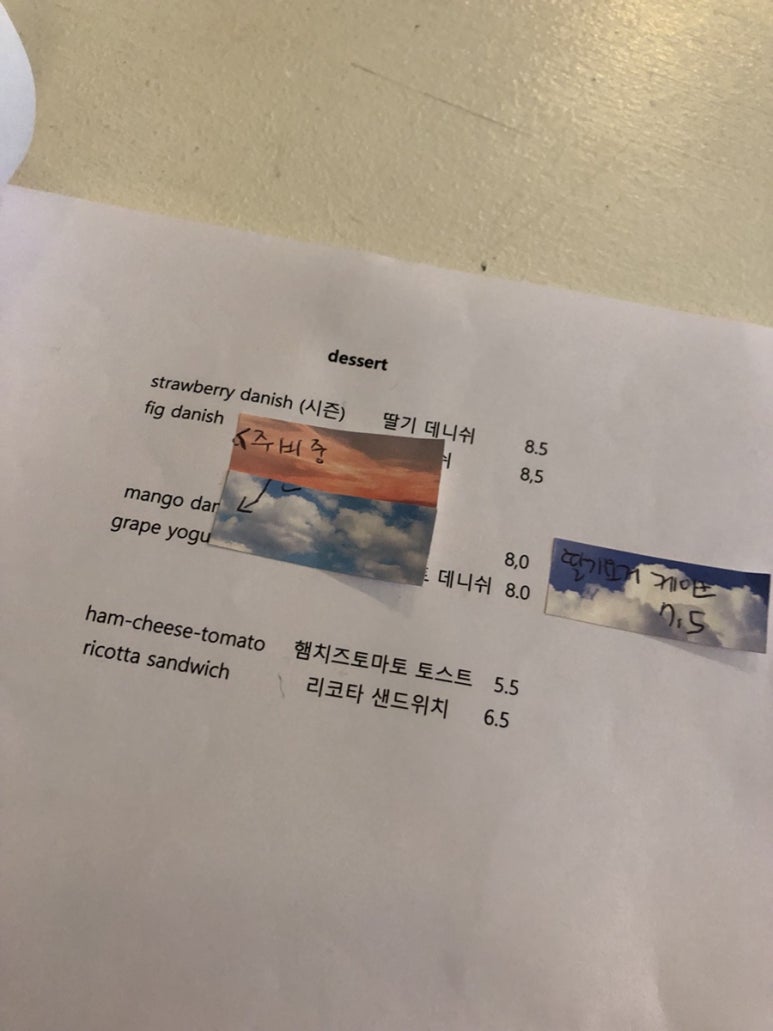 dessert
strawberry danish (시즌) 딸기 데니쉬 8.5
fig danish 쉬 8,5
준비중
mango dan 8,0
grape yogu 트 데니쉬 8.0
딸기요거 케이크
7.5
ham-cheese-tomato 햄치즈토마토 토스트 5.5
ricotta sandwich 리코타 샌드위치 6.5